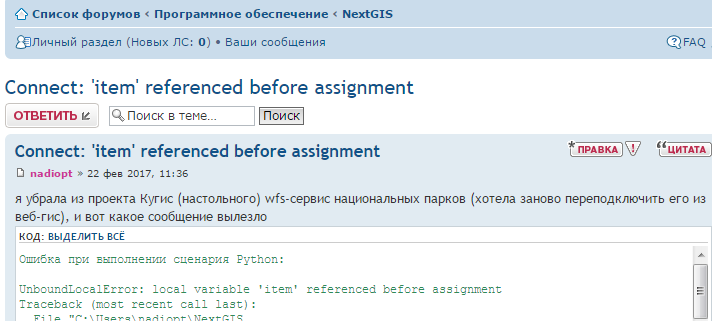 Список форумов ‹ Программное обеспечение ‹ NextGIS
Личный раздел (Новых ЛС: 0) • Ваши сообщения
FAQ
Connect: 'item' referenced before assignment
ОТВЕТИТЬ
Поиск в теме…
Поиск
Connect: 'item' referenced before assignment
*ПРАВКА
!
“ЦИТАТА
nadiopt » 22 фев 2017, 11:36
я убрала из проекта Кугис (настольного) wfs-сервис национальных парков (хотела заново переподключить его из
веб-гис), и вот какое сообщение вылезло
КОД: ВЫДЕЛИТЬ ВСЁ
Ошибка при выполнении сценария Python:
UnboundLocalError: local variable 'item' referenced before assignment
Traceback (most recent call last):
File "C:\Users\nadiopt\NextGIS